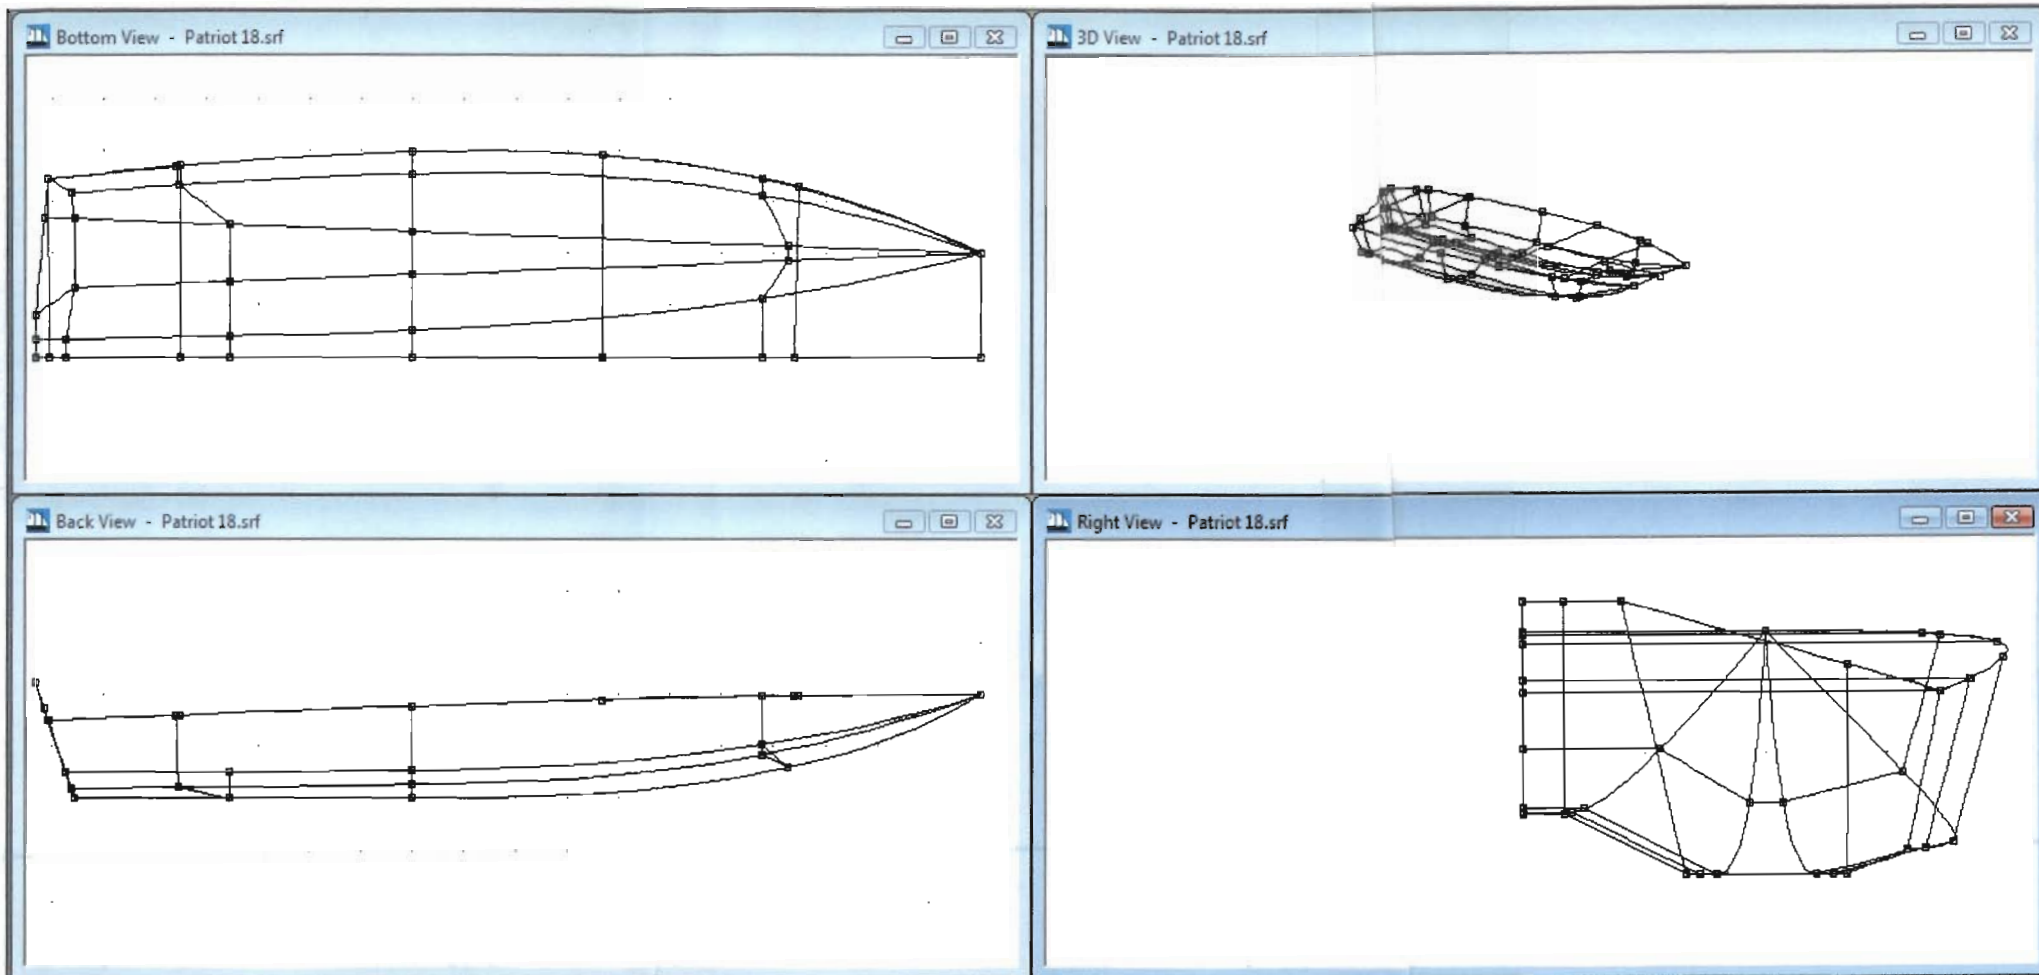 Bottom View - Patriot 18.srf
3D View - Patriot 18.srf
Back View - Patriot 18.srf
Right View - Patriot 18.srf